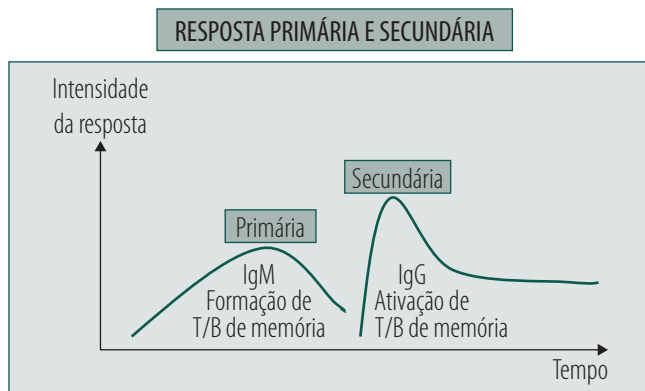 RESPOSTA PRIMÁRIA E SECUNDÁRIA
Intensidade
da resposta
Secundária
Primária
IgM
Formação de
T/B de memória
IgG
Ativação de
T/B de memória
Tempo